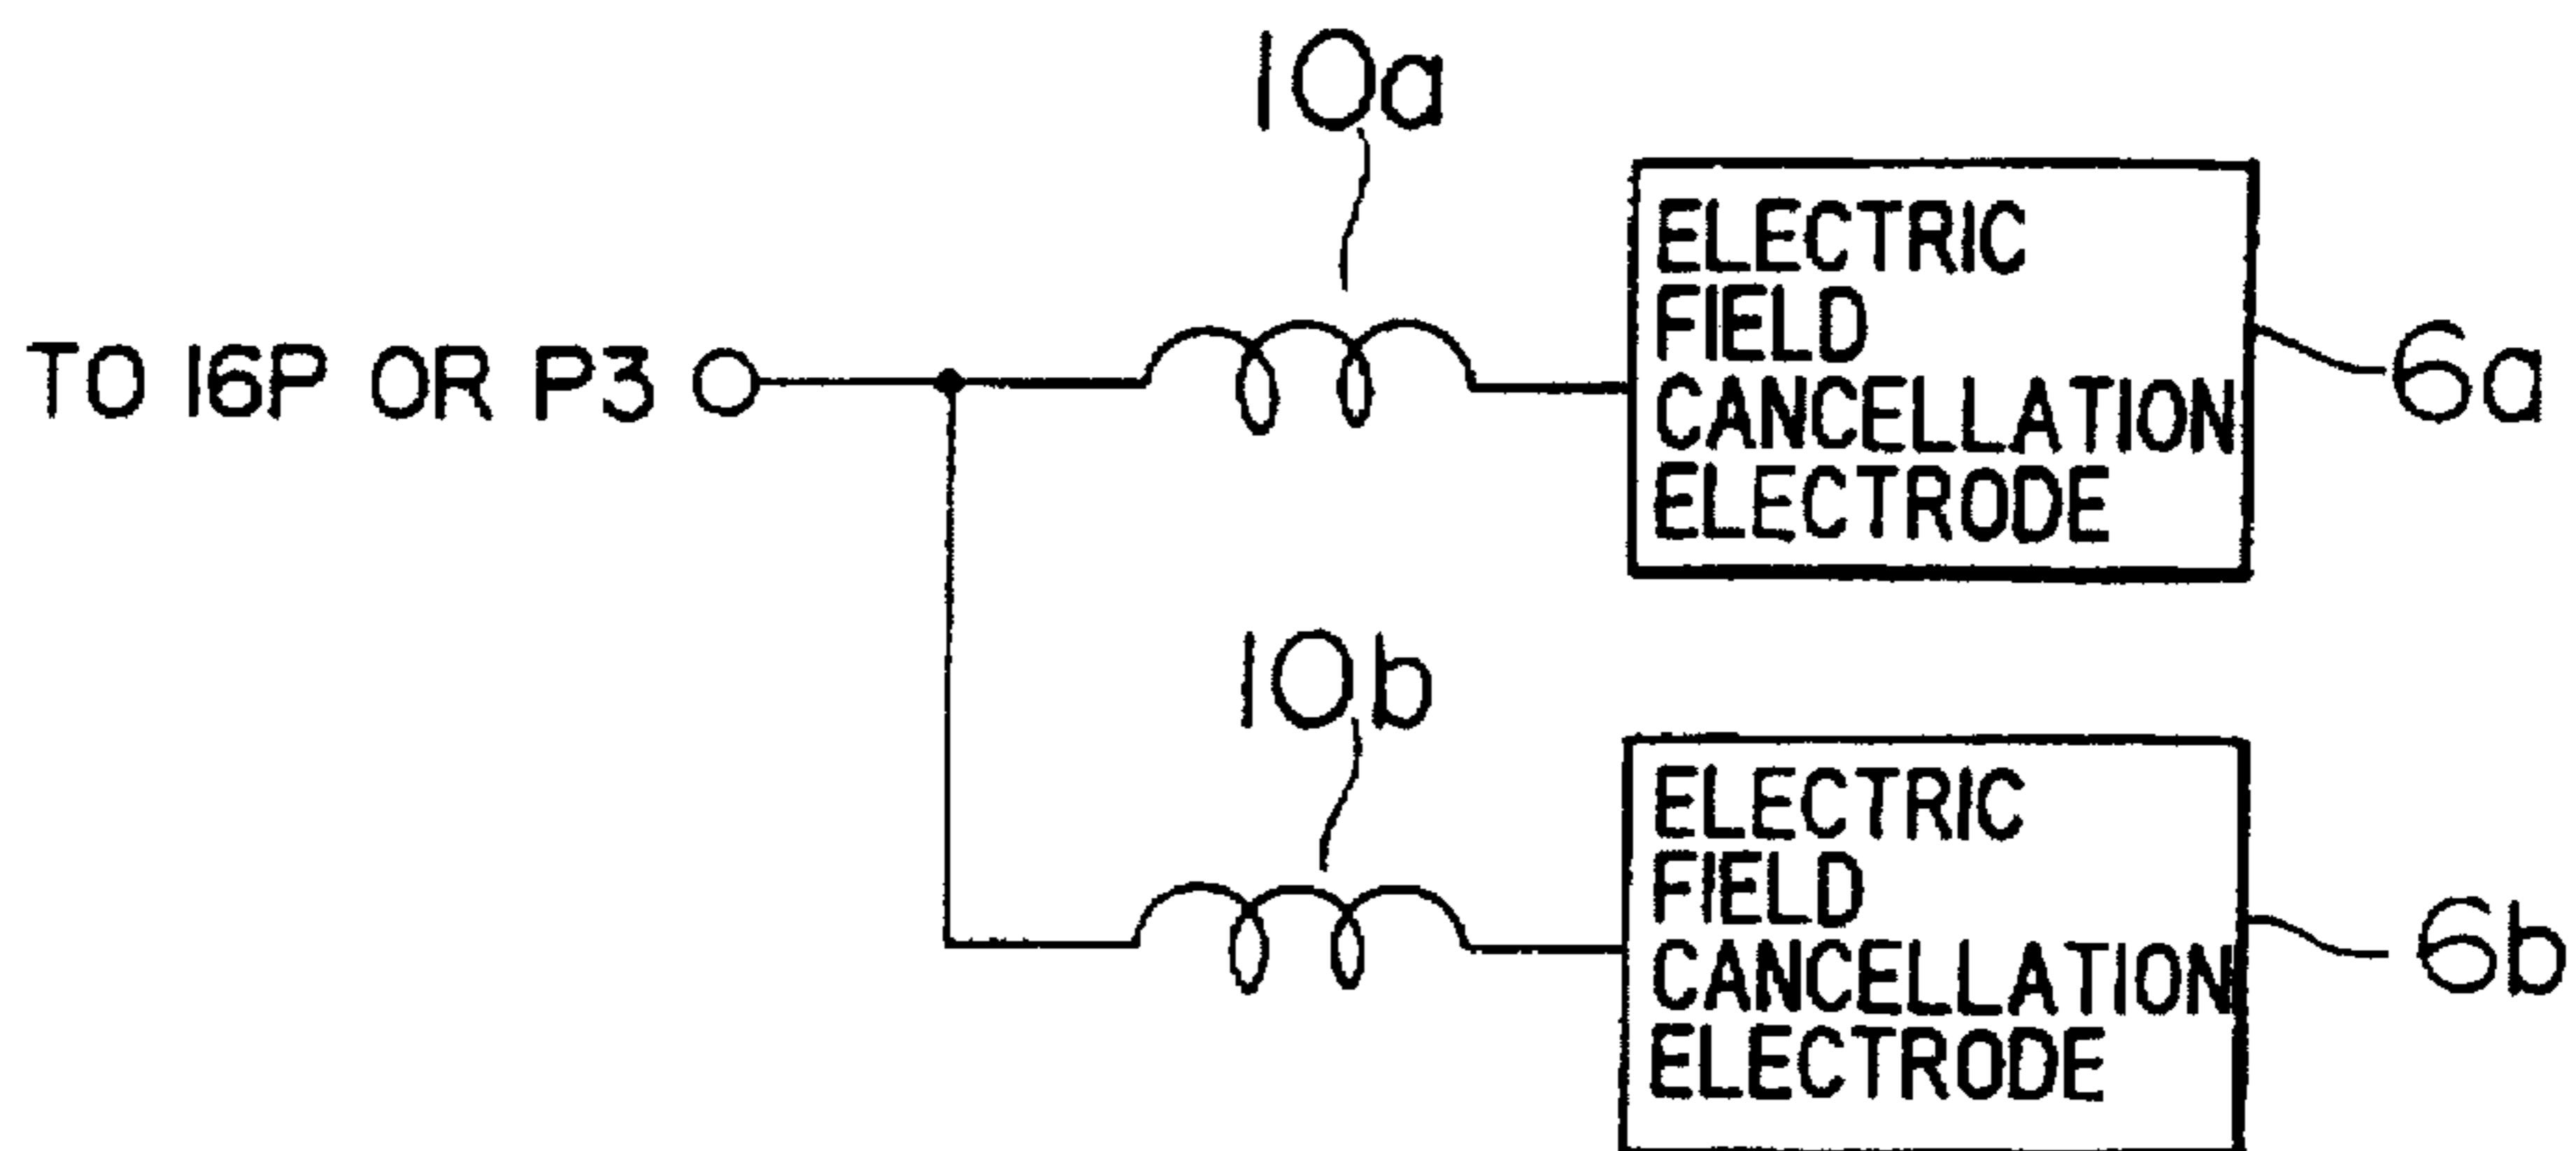 10a
ELECTRIC
FIELD
CANCELLATION
ELECTRODE
6a
TO 16P OR P3
10b
ELECTRIC
FIELD
CANCELLATION
ELECTRODE
6b